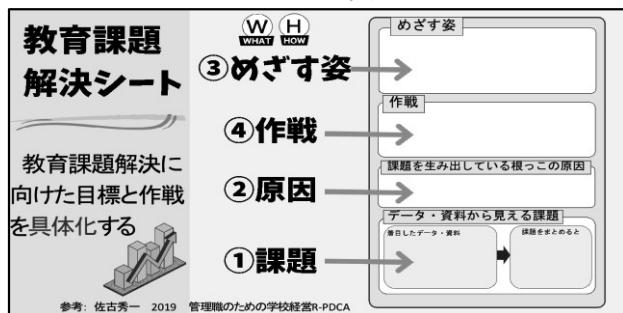 教育課題
解決シート
教育課題解決に
向けた目標と作戦
を具体化する
W H
WHAT HOW
③めざす姿
④作戦
②原因
①課題
めざす姿
作戦
課題を生み出している根っこの原因
データ・資料から見える課題
着目したデータ・資料
課題をまとめると
参考: 佐古秀一 2019 管理職のための学校経営R-PDCA